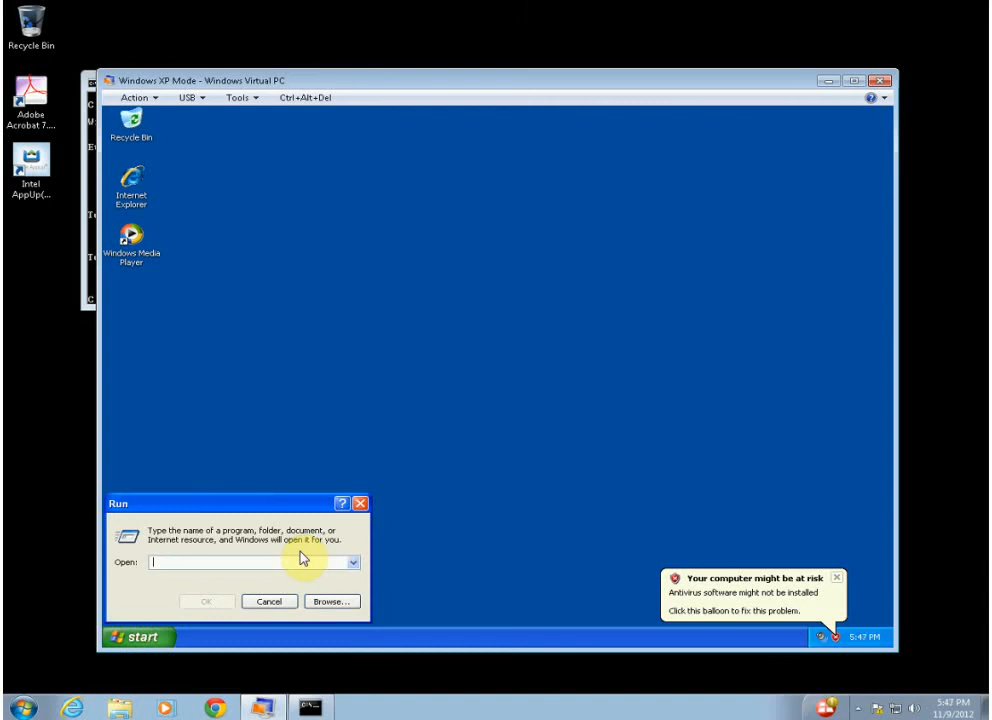 Recycle Bin
Adobe
Acrobat 7....
Intel
AppUp(...
Windows XP Mode - Windows Virtual PC
Action
USB
Tools
Ctrl+Alt+Del
Recycle Bin
Internet
Explorer
Windows Media
Player
Run
Type the name of a program, folder, document, or
Internet resource, and Windows will open it for you.
Open:
OK
Cancel
Browse...
Your computer might be at risk
Antivirus software might not be installed
Click this balloon to fix this problem.
start
5:47 PM
5:47 PM
11/9/2012